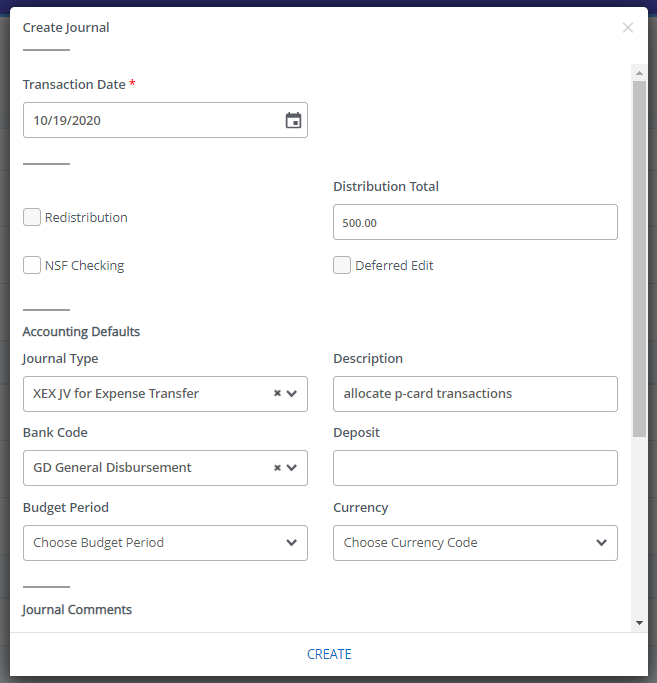 Create Journal
Transaction Date *
10/19/2020
Distribution Total
Redistribution
500.00
NSF Checking
Deferred Edit
Accounting Defaults
Journal Type
Description
XEX JV for Expense Transfer
allocate p-card transactions
Bank Code
Deposit
GD General Disbursement
Budget Period
Currency
Choose Budget Period
Choose Currency Code
Journal Comments
CREATE